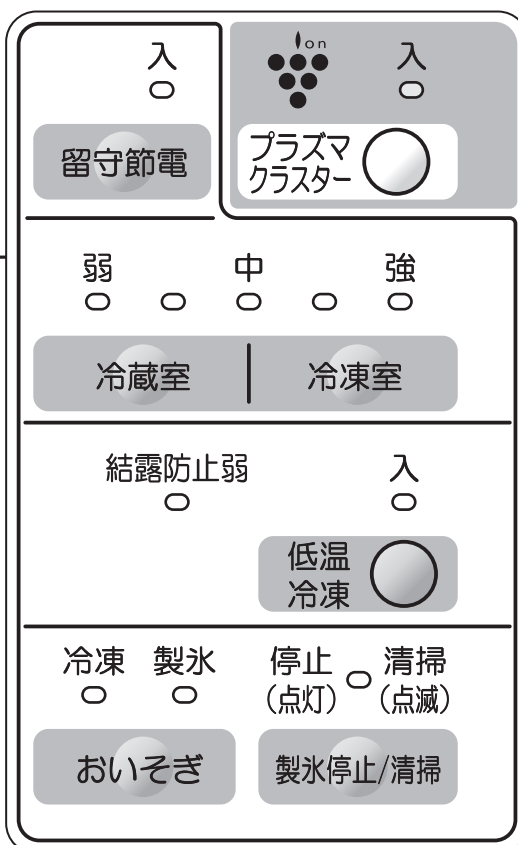 入
留守節電
ion
入
プラズマ
クラスター
弱 中 強
冷蔵室 冷凍室
結露防止弱
入
低温
冷凍
冷凍 製氷
停止 清掃
(点灯) (点滅)
おいそぎ
製氷停止/清掃